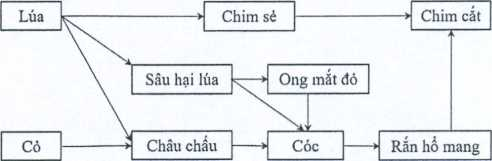 Lúa
Chim sẻ
Chim cắt
Sâu hại lúa
Ong mắt đỏ
Cỏ
Châu chấu
Cóc
Rắn hổ mang